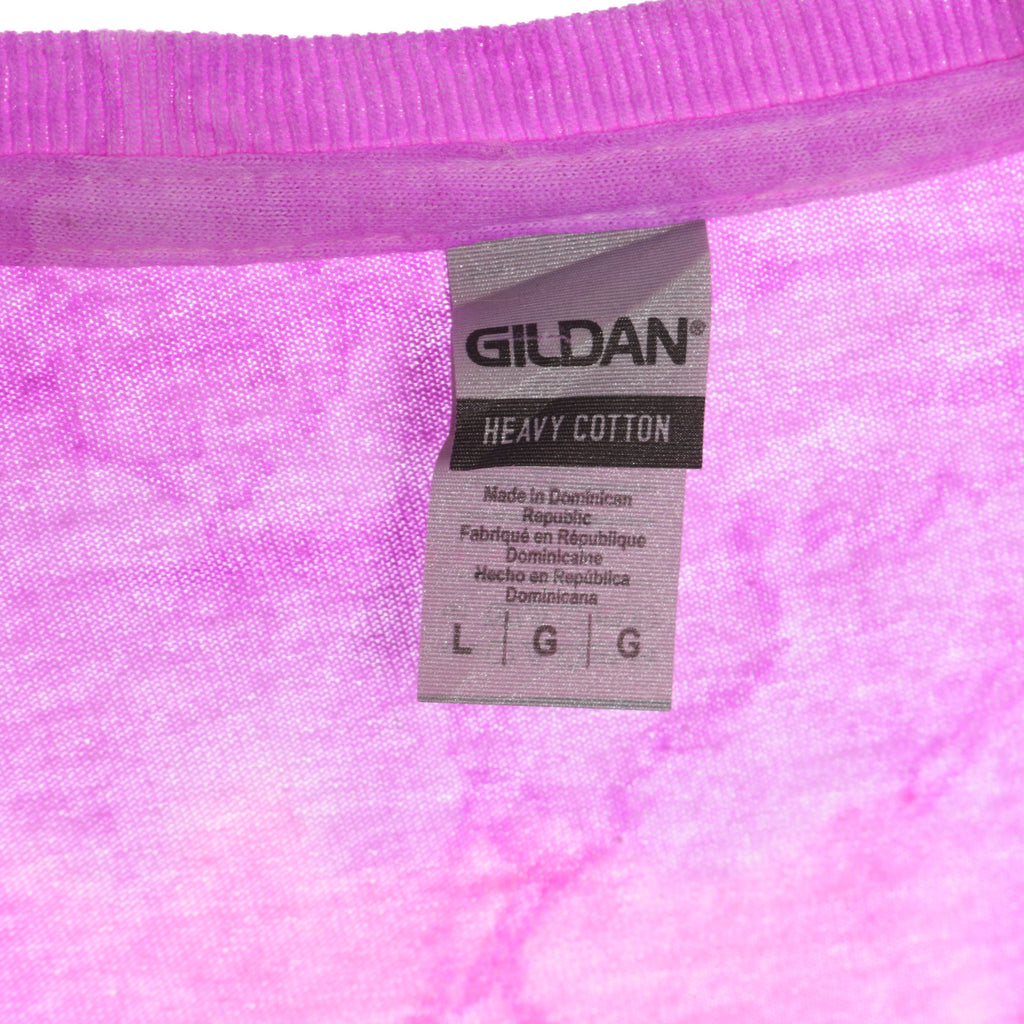 GILDAN®
HEAVY COTTON
Made in Dominican
Republic
Fabriqué en République
Dominicaine
Hecho en República
Dominicana
L | G | G